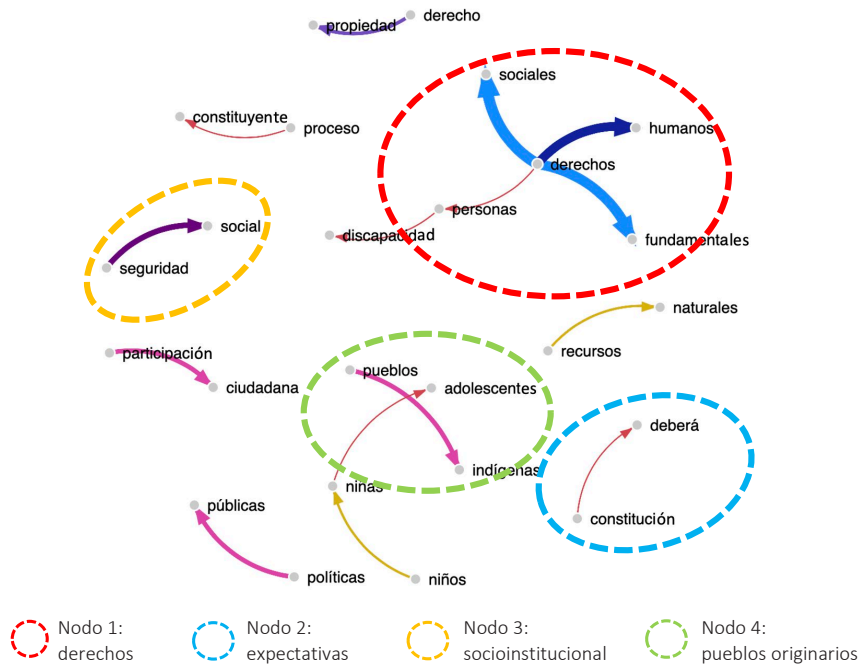 derecho
propiedad
sociales
constituyente
proceso
humanos
derechos
personas
discapacidad
social
fundamentales
seguridad
naturales
participación
recursos
pueblos
ciudadana
adolescentes
deberá
indígenas
niñas
públicas
constitución
políticas
niños
Nodo 1:
derechos
Nodo 2:
expectativas
Nodo 3:
socioinstitucional
Nodo 4:
pueblos originarios